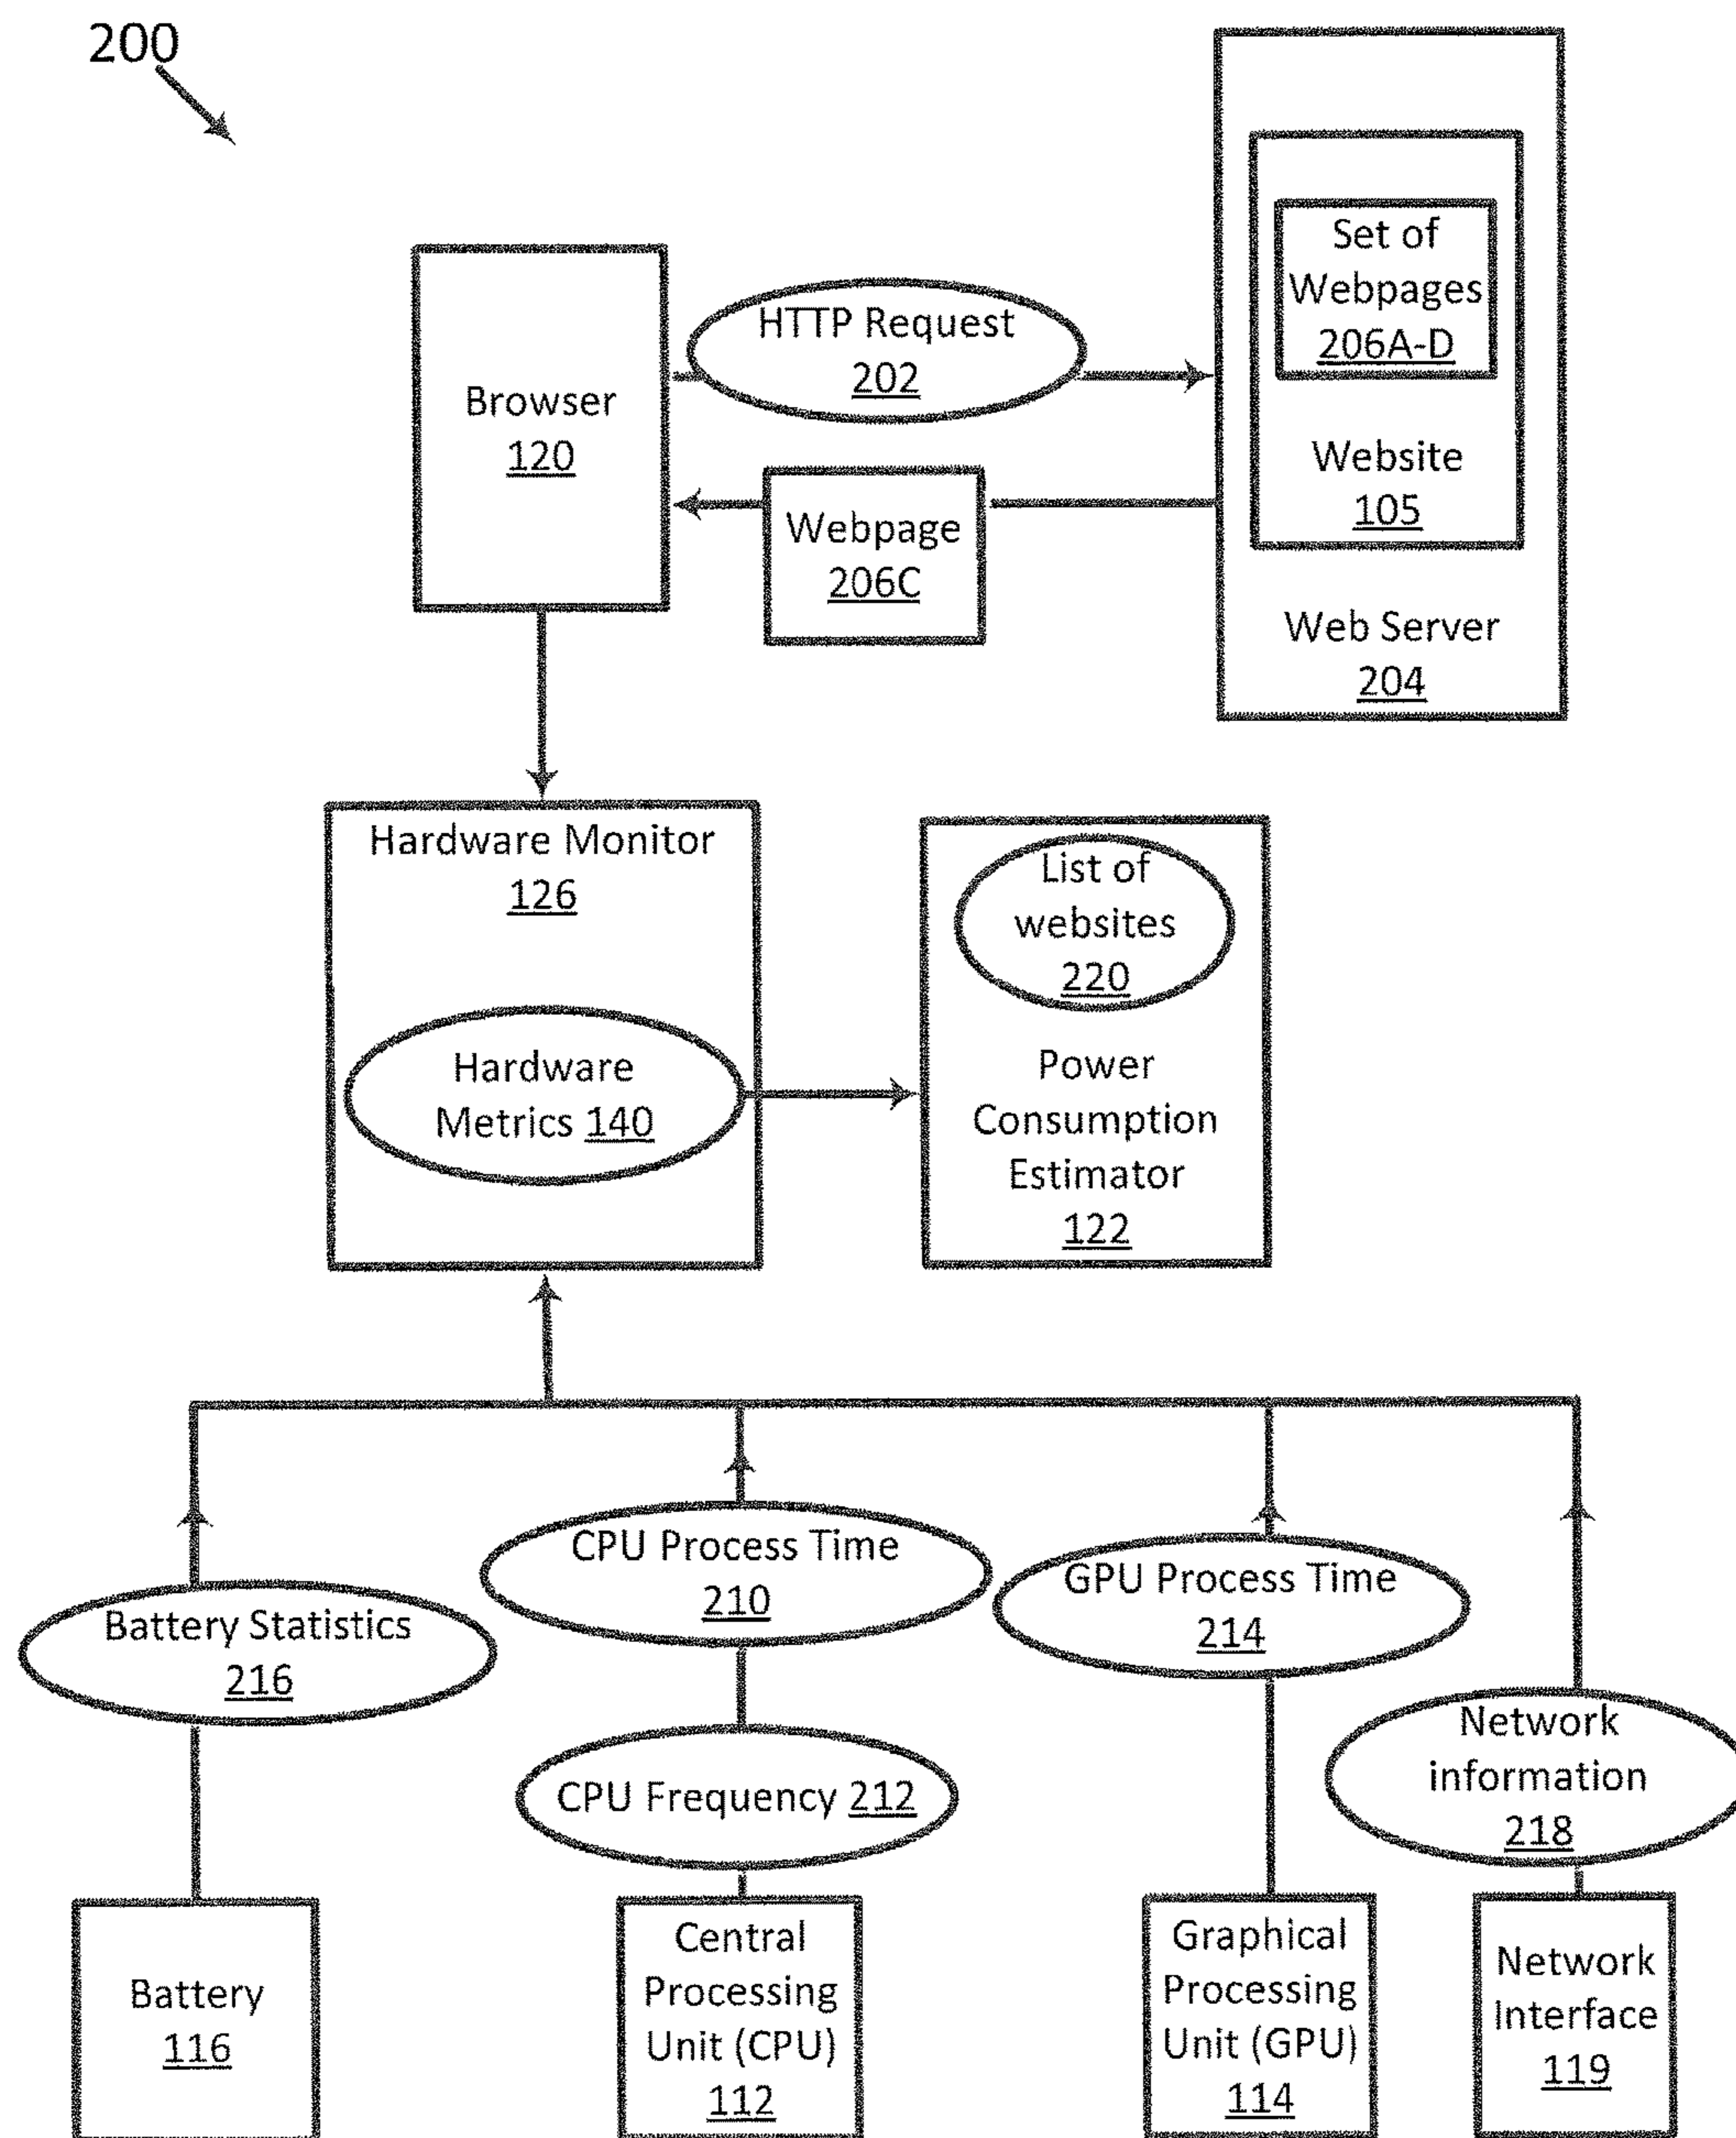 200
Set of
Webpages
206A-D
Website
105
Web Server
204
HTTP Request
202
Browser
120
Webpage
206C
Hardware Monitor
126
Hardware
Metrics 140
List of
websites
220
Power
Consumption
Estimator
122
Battery Statistics
216
CPU Process Time
210
CPU Frequency 212
GPU Process Time
214
Network
information
218
Battery
116
Central
Processing
Unit (CPU)
112
Graphical
Processing
Unit (GPU)
114
Network
Interface
119